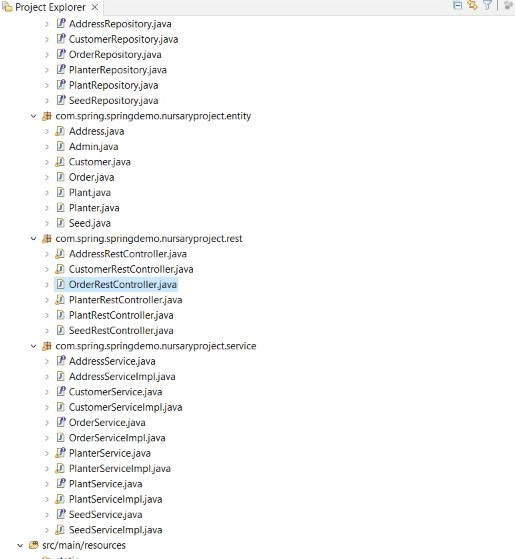 Project Explorer
AddressRepository.java
CustomerRepository.java
OrderRepository.java
PlanterRepository.java
PlantRepository.java
SeedRepository.java
com.spring.springdemo.nursaryproject.entity
Address.java
Admin.java
Customer.java
Order.java
Plant.java
Planter.java
Seed.java
com.spring.springdemo.nursaryproject.rest
AddressRestController.java
CustomerRestController.java
OrderRestController.java
PlanterRestController.java
PlantRestController.java
SeedRestController.java
com.spring.springdemo.nursaryproject.service
AddressService.java
AddressServiceImpl.java
CustomerService.java
CustomerServiceImpl.java
OrderService.java
OrderServiceImpl.java
PlanterService.java
PlanterServiceImpl.java
PlantService.java
PlantServiceImpl.java
SeedService.java
SeedServiceImpl.java
src/main/resources